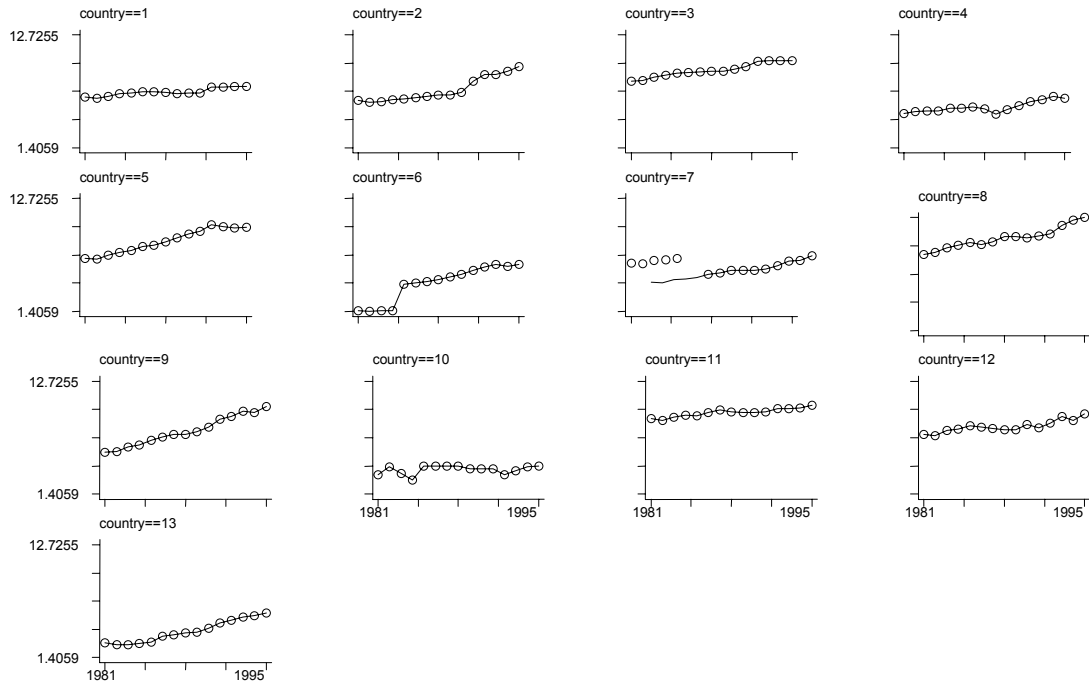 country==1
country==2
country==3
country==4
12.7255
1.4059
country==5
country==6
country==7
country==8
12.7255
1.4059
country==9
country==10
country==11
country==12
12.7255
1.4059
1981
1995
1981
1995
1981
1995
country==13
12.7255
1.4059
1981
1995